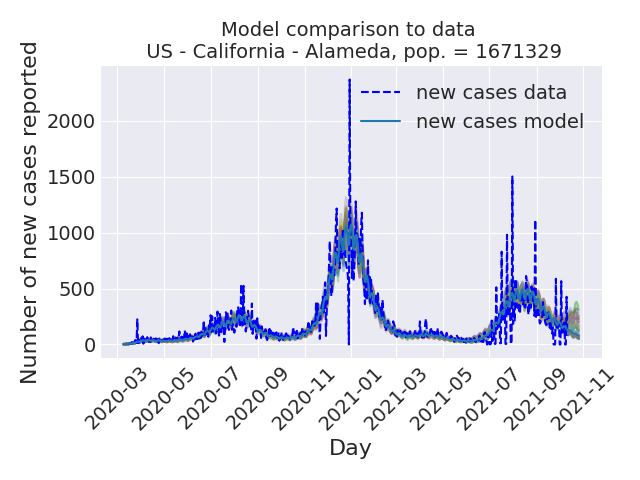 Model comparison to data
US - California - Alameda, pop. = 1671329
Number of new cases reported
2000
1500
1000
500
0
new cases data
new cases model
2020-03
2020-05
2020-07
2020-09
2020-11
2021-01
2021-03
2021-05
2021-07
2021-09
2021-11
Day